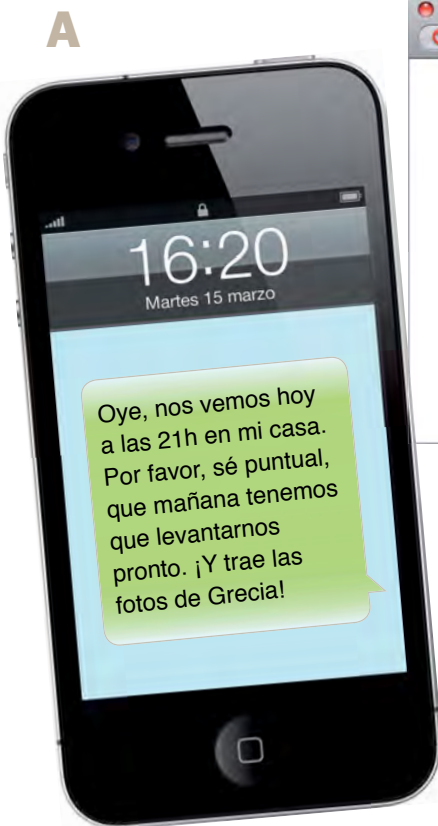 A
16:20
Martes 15 marzo
Oye, nos vemos hoy
a las 21h en mi casa.
Por favor, sé puntual,
que mañana tenemos
que levantarnos
pronto. ¡Y trae las
fotos de Grecia!